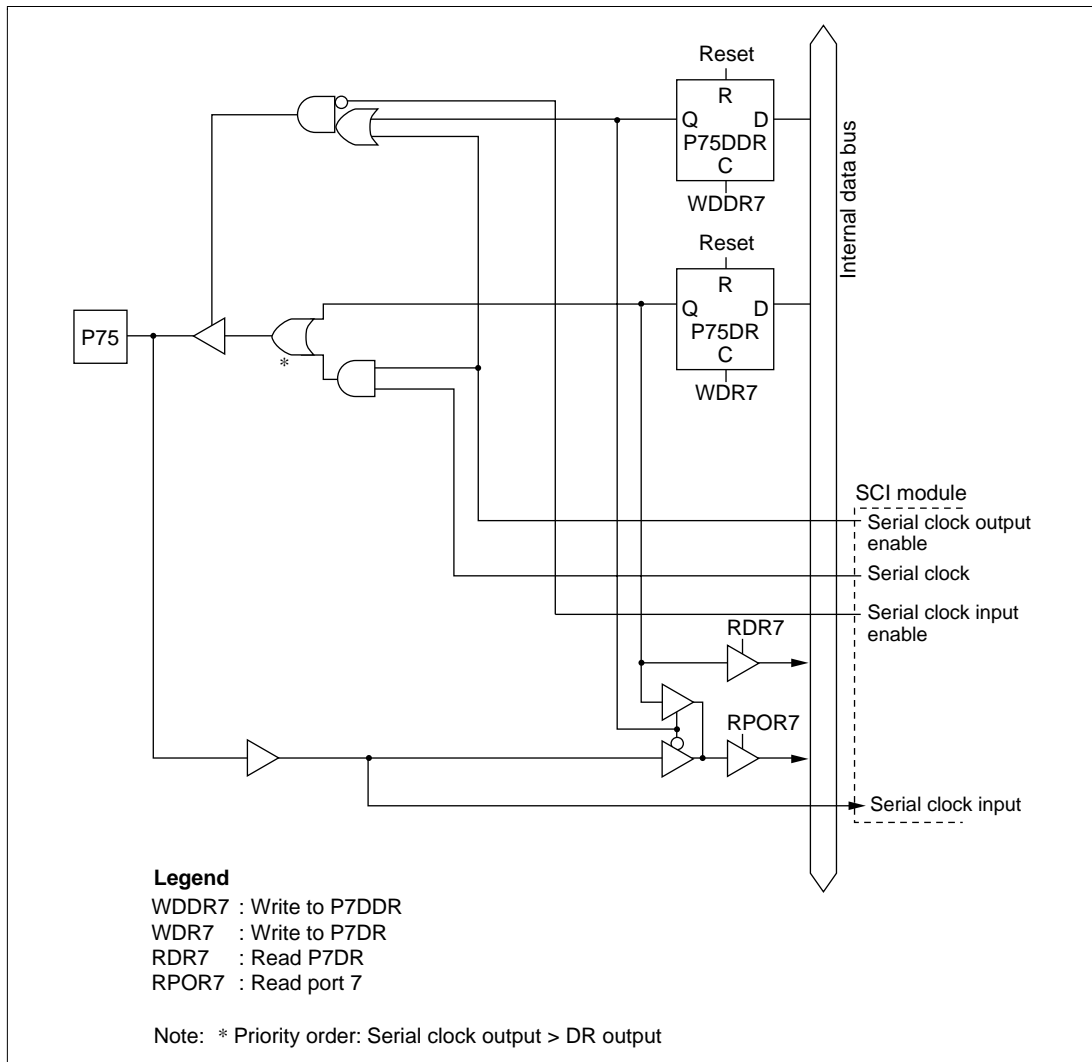 Reset
R
Q D
P75DDR
C
WDDR7
Internal data bus
Reset
R
Q D
P75DR
C
WDR7
P75
*
SCI module
Serial clock output
enable
Serial clock
Serial clock input
enable
RDR7
RPOR7
Serial clock input
Legend
WDDR7 : Write to P7DDR
WDR7 : Write to P7DR
RDR7 : Read P7DR
RPOR7 : Read port 7
Note: * Priority order: Serial clock output > DR output